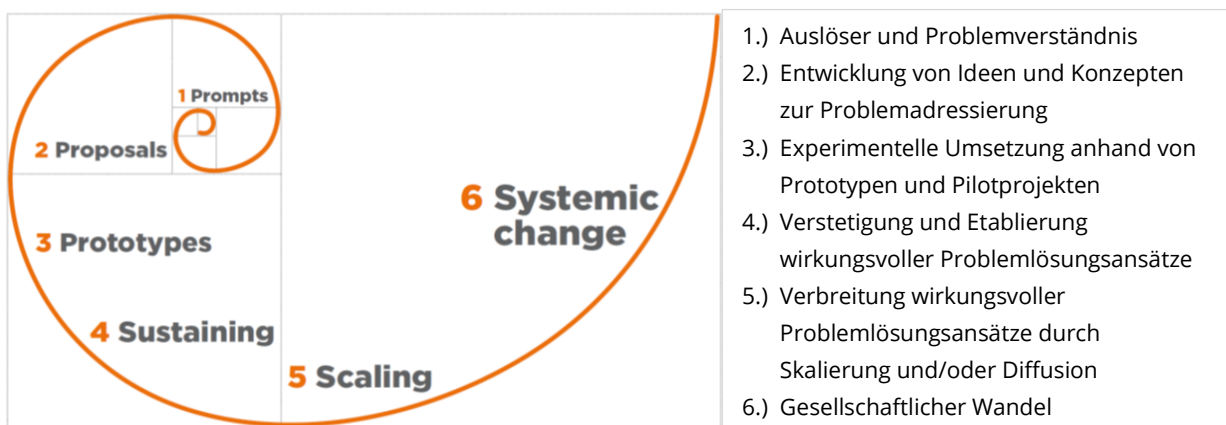 1 Prompts
2 Proposals
3 Prototypes
4 Sustaining
5 Scaling
6 Systemic
change
1.) Auslöser und Problemverständnis
2.) Entwicklung von Ideen und Konzepten
zur Problemadressierung
3.) Experimentelle Umsetzung anhand von
Prototypen und Pilotprojekten
4.) Verstetigung und Etablierung
wirkungsvoller Problemlösungsansätze
5.) Verbreitung wirkungsvoller
Problemlösungsansätze durch
Skalierung und/oder Diffusion
6.) Gesellschaftlicher Wandel